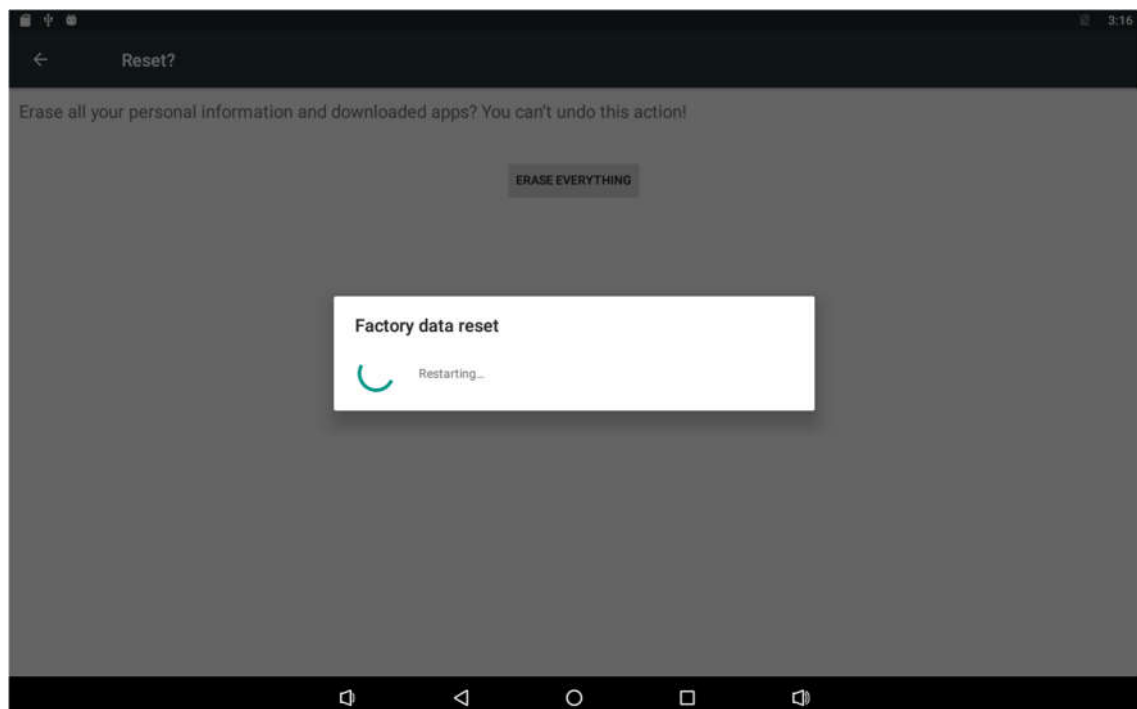 3:16
Reset?
Erase all your personal information and downloaded apps? You can't undo this action!
ERASE EVERYTHING
Factory data reset
Restarting...